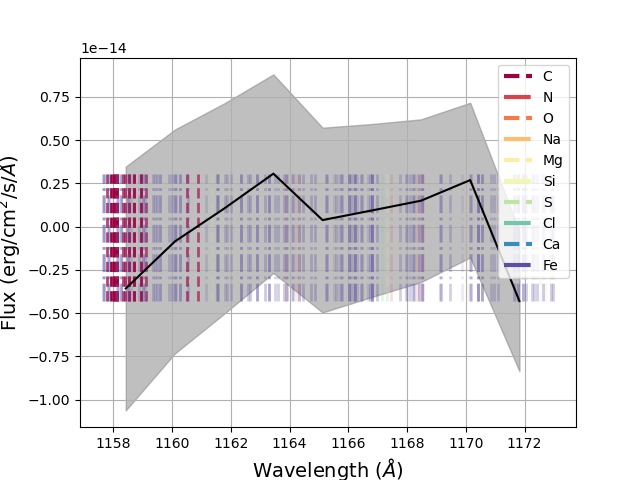 1e−14
0.75
0.50
0.25
0.00
−0.25
−0.50
−0.75
−1.00
Flux (erg/cm²/s/Å)
1158 1160 1162 1164 1166 1168 1170 1172
Wavelength (Å)
C
N
O
Na
Mg
Si
S
Cl
Ca
Fe